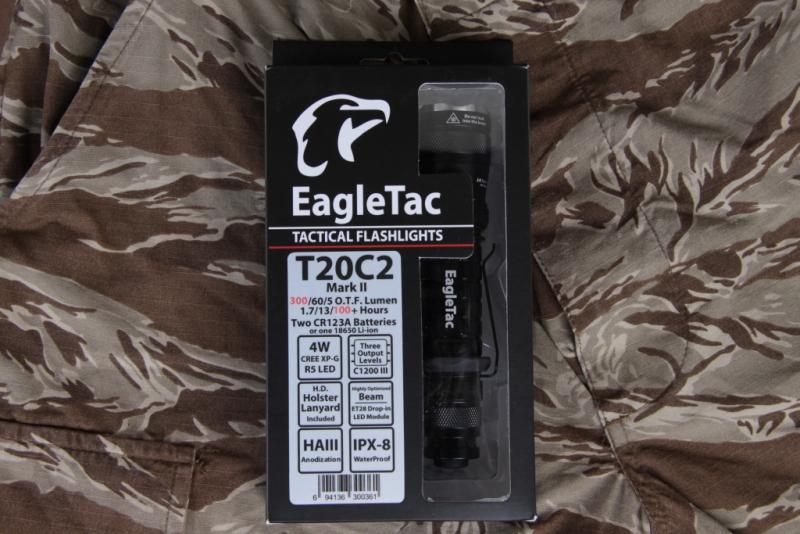 EagleTac
TACTICAL FLASHLIGHTS
T20C2
Mark II
300/60/5 O.T.F. Lumen
1.7/13/100+ Hours
Two CR123A Batteries
or one 18650 Li-ion
4W
CREE XP-G
R5 LED
Three
Output
Levels
C1200 III
H.D.
Holster
Lanyard
Included
Highly Optimized
Beam
ET28 Drop-in
LED Module
HAIII
Anodization
IPX-8
WaterProof
6 94136 300361
EagleTac